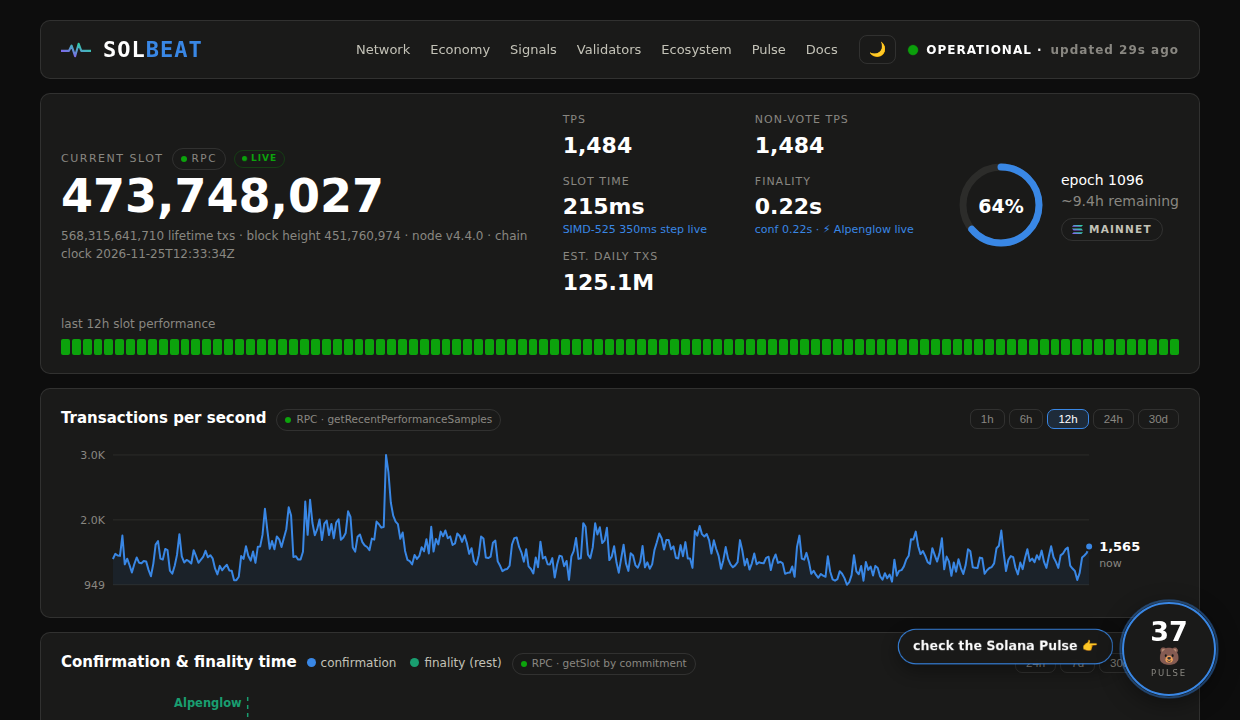 SOLBEAT
Network Economy Signals Validators Ecosystem Pulse Docs
OPERATIONAL · updated 29s ago
CURRENT SLOT RPC LIVE
473,748,027
568,315,641,710 lifetime txs · block height 451,760,974 · node v4.4.0 · chain
clock 2026-11-25T12:33:34Z
TPS
1,484
NON-VOTE TPS
1,484
SLOT TIME
215ms
SIMD-525 350ms step live
FINALITY
0.22s
conf 0.22s · ⚡ Alpenglow live
EST. DAILY TXS
125.1M
64%
epoch 1096
~9.4h remaining
MAINNET
last 12h slot performance
Transactions per second RPC · getRecentPerformanceSamples
1h 6h 12h 24h 30d
3.0K
2.0K
949
1,565
now
Confirmation & finality time confirmation finality (rest) RPC · getSlot by commitment
Alpenglow
check the Solana Pulse 👉
37
PULSE